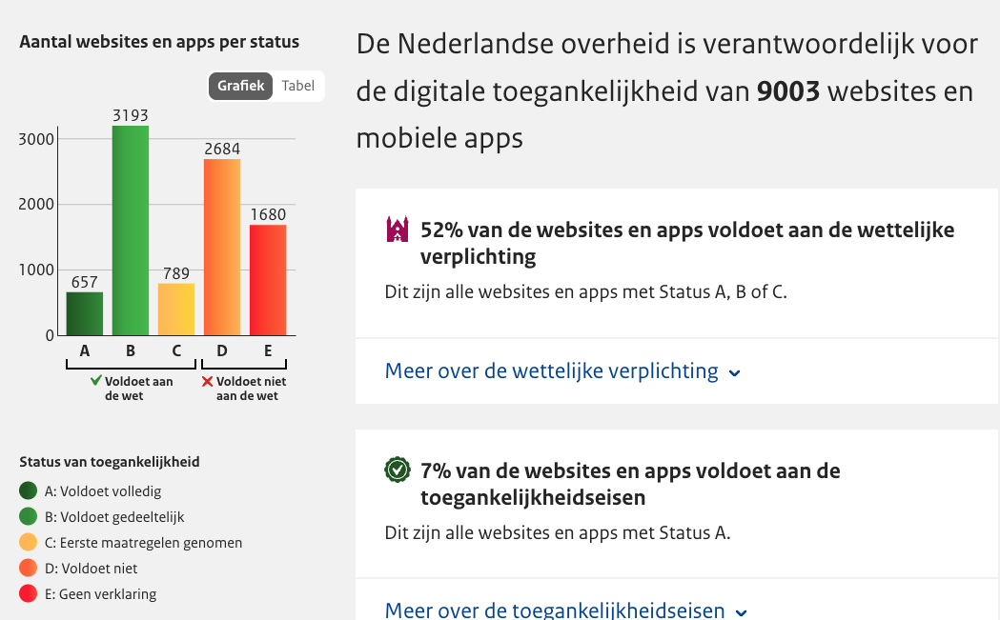 Aantal websites en apps per status
Grafiek Tabel
3193
3000
2684
2000
1680
1000
789
657
0
A B C D E
Voldoet aan
de wet
Voldoet niet
aan de wet
Status van toegankelijkheid
A: Voldoet volledig
B: Voldoet gedeeltelijk
C: Eerste maatregelen genomen
D: Voldoet niet
E: Geen verklaring
De Nederlandse overheid is verantwoordelijk voor
de digitale toegankelijkheid van 9003 websites en
mobiele apps
52% van de websites en apps voldoet aan de wettelijke
verplichting
Dit zijn alle websites en apps met Status A, B of C.
Meer over de wettelijke verplichting
7% van de websites en apps voldoet aan de
toegankelijkheidseisen
Dit zijn alle websites en apps met Status A.
Meer over de toegankelijkheidseisen